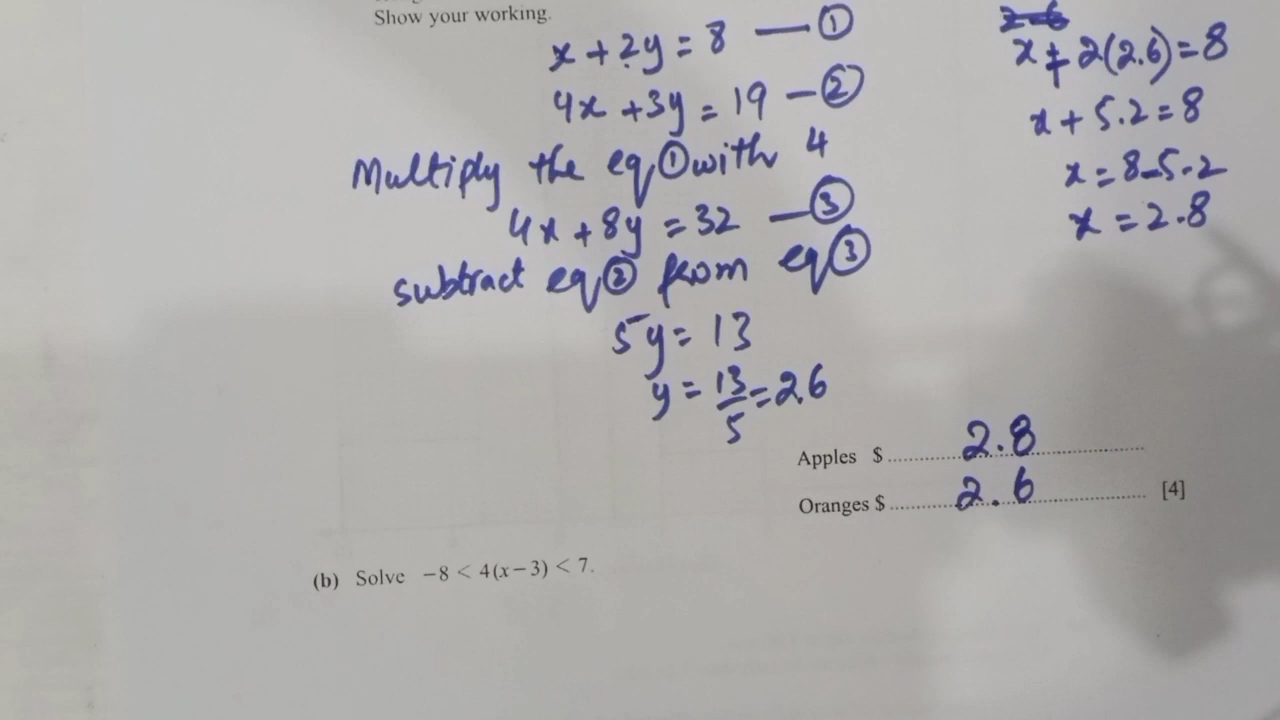 Show your working.
x + 2y = 8 — ①
4x + 3y = 19 — ②
Multiply the eq ① with 4
4x + 8y = 32 — ③
subtract eq ② from eq ③
5y = 13
y = 13/5 = 2.6
x + 2(2.6) = 8
x + 5.2 = 8
x = 8-5.2
x = 2.8
Apples $ 2.8
Oranges $ 2.6 [4]
(b) Solve −8 < 4(x−3) < 7.